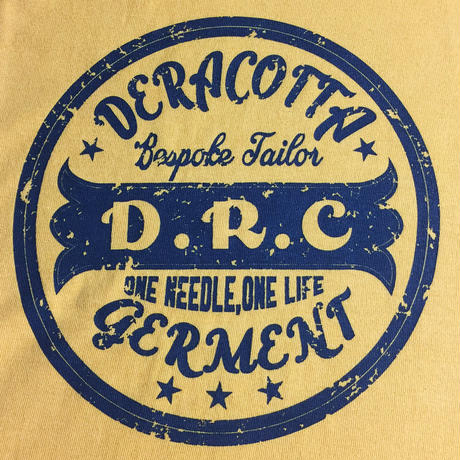 DERACOTTA
Bespoke Tailor
D.R.C
ONE NEEDLE, ONE LIFE
GERMENT